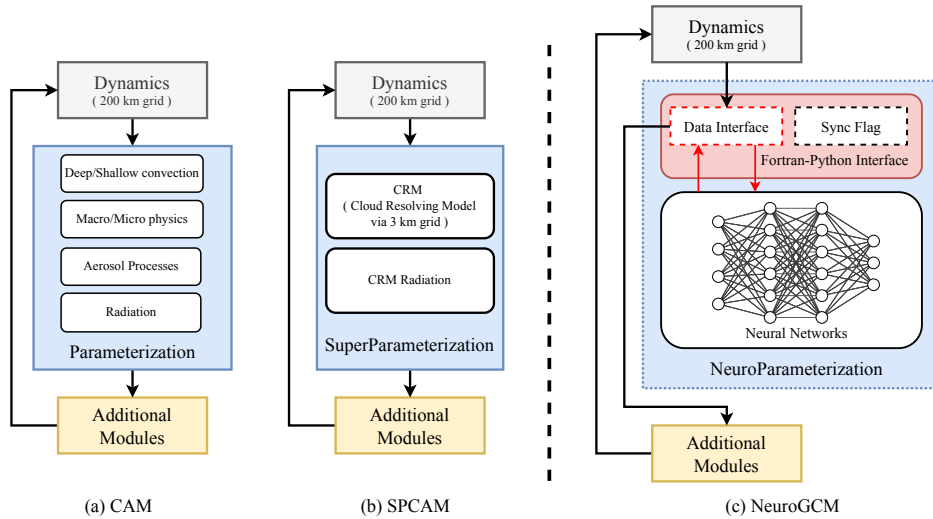 Dynamics
( 200 km grid )
Deep/Shallow convection
Macro/Micro physics
Aerosol Processes
Radiation
Parameterization
Additional
Modules
(a) CAM
Dynamics
( 200 km grid )
CRM
( Cloud Resolving Model
via 3 km grid )
CRM Radiation
SuperParameterization
Additional
Modules
(b) SPCAM
Dynamics
( 200 km grid )
Data Interface
Sync Flag
Fortran-Python Interface
Neural Networks
NeuroParameterization
Additional
Modules
(c) NeuroGCM